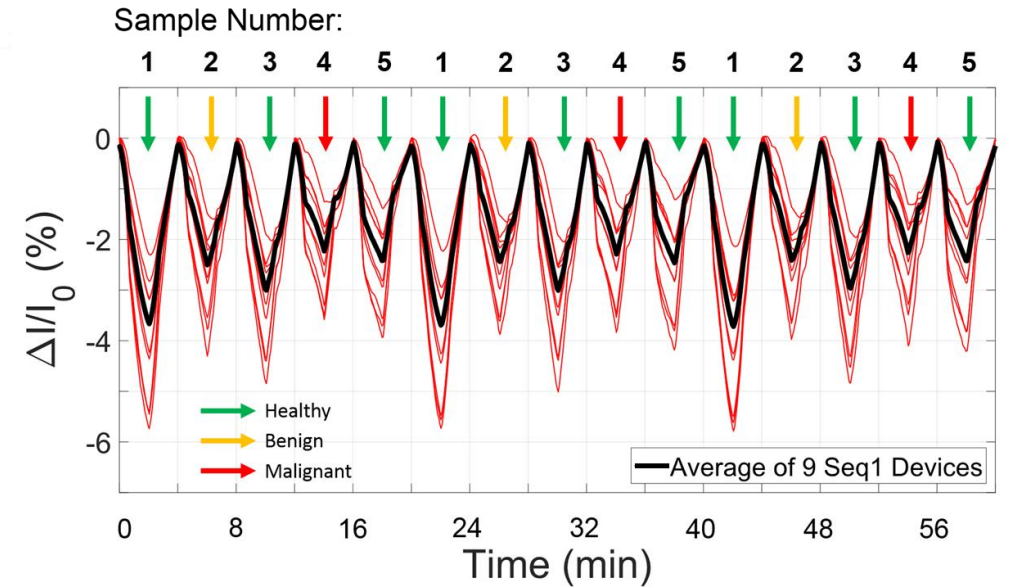 Sample Number:
1 2 3 4 5 1 2 3 4 5 1 2 3 4 5
0
-2
-4
-6
ΔI/I0 (%)
Healthy
Benign
Malignant
Average of 9 Seq1 Devices
0 8 16 24 32 40 48 56
Time (min)